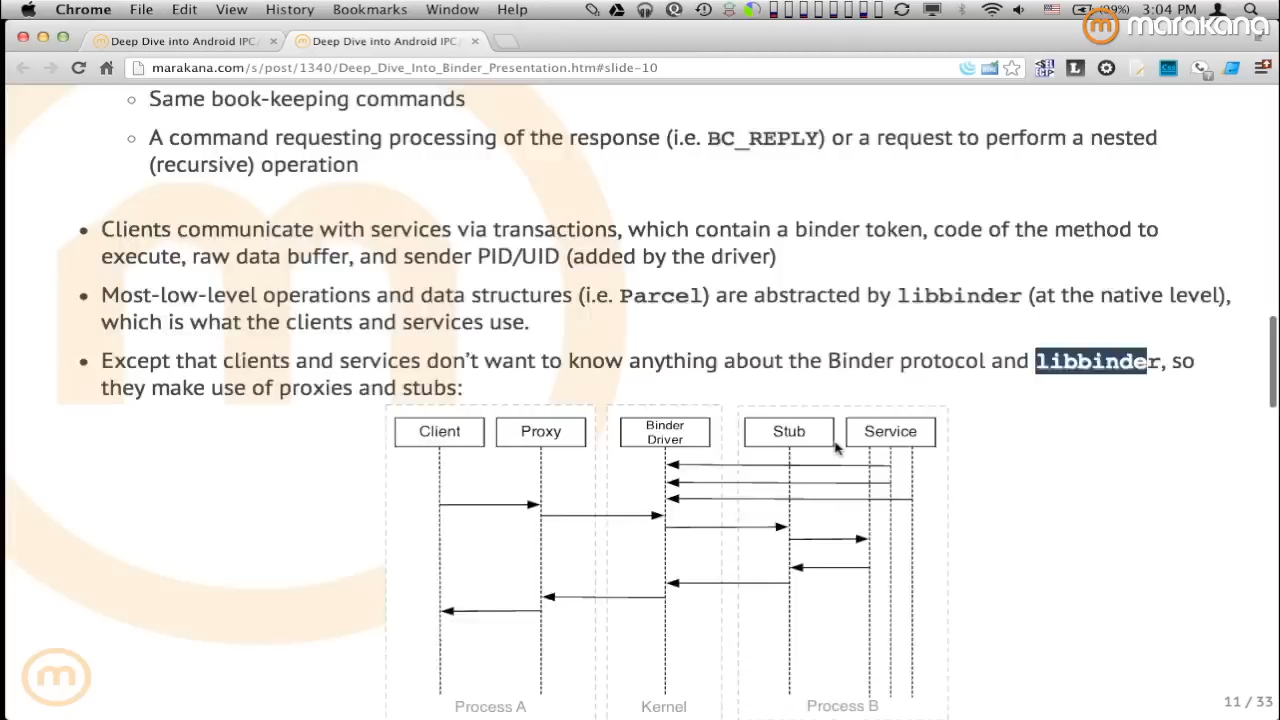 Chrome File Edit View History Bookmarks Window Help
3:04 PM
marakana
Deep Dive into Android IPC/
Deep Dive into Android IPC/
marakana.com/s/post/1340/Deep_Dive_Into_Binder_Presentation.htm#slide-10
Same book-keeping commands
A command requesting processing of the response (i.e. BC_REPLY) or a request to perform a nested
(recursive) operation
Clients communicate with services via transactions, which contain a binder token, code of the method to
execute, raw data buffer, and sender PID/UID (added by the driver)
Most-low-level operations and data structures (i.e. Parcel) are abstracted by libbinder (at the native level),
which is what the clients and services use.
Except that clients and services don’t want to know anything about the Binder protocol and libbinder, so
they make use of proxies and stubs:
Client Proxy Binder Stub Service
Driver
Process A Kernel Process B
11 / 33